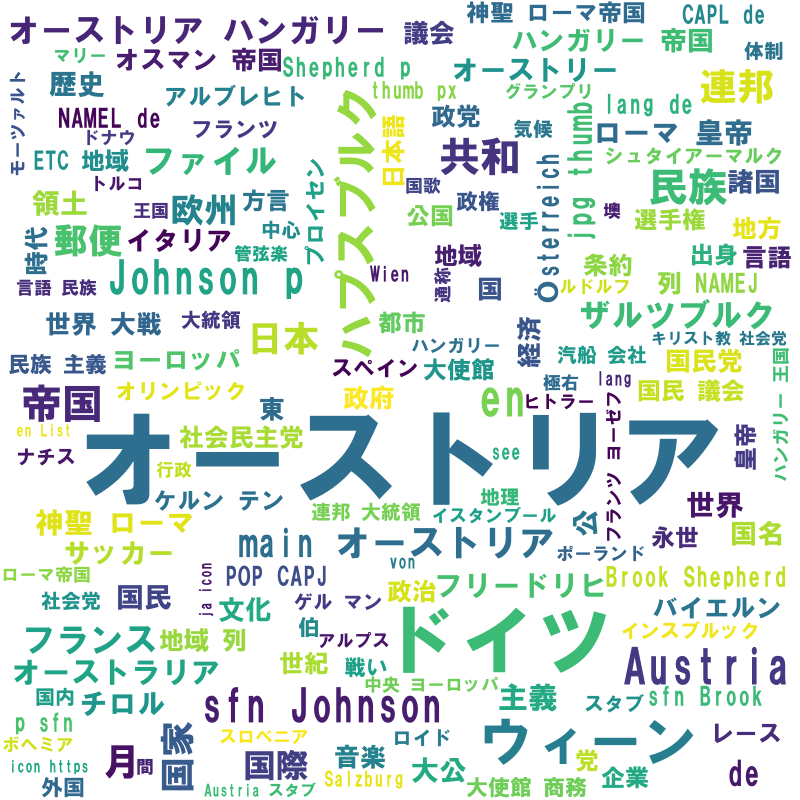 オーストリア ハンガリー
議会
神聖 ローマ帝国
CAPL de
マリー
オスマン 帝国
ハンガリー 帝国
体制
歴史
Shepherd p
オーストリー
連邦
モーツァルト
アルブレヒト
thumb px
グランプリ
NAMEL de
ドナウ
フランツ
ハプスブルク
日本語
政党
気候
jpg thumb
lang de
ローマ 皇帝
ETC 地域
ファイル
共和
シュタイアーマルク
トルコ
プロイセン
国歌
Österreich
民族
諸国
領土
王国
欧州
方言
政権
公国
選手
墺
選手権
地方
時代
郵便
イタリア
中心
管弦楽
地域
条約
出身
言語
言語 民族
Johnson p
Wien
通称
国
ルドルフ
列 NAMEJ
世界 大戦
大統領
日本
都市
経済
ザルツブルク
ハンガリー
キリスト教 社会党
民族 主義
ヨーロッパ
スペイン
大使館
汽船 会社
国民党
ハンガリー 王国
帝国
オリンピック
政府
en
極右
lang
国民 議会
ヒトラー
東
en List
社会民主党
オーストリア
see
フランツ ヨーゼフ
皇帝
ナチス
行政
ケルン テン
地理
世界
神聖 ローマ
連邦 大統領
イスタンブール
公
永世
国名
サッカー
main オーストリア
ポーランド
ローマ帝国
ja icon
POP CAPJ
von
政治
フリードリヒ
Brook Shepherd
社会党
国民
文化
ゲル マン
バイエルン
伯
アルプス
ドイツ
インスブルック
フランス
地域 列
オーストラリア
世紀
戦い
Austria
中央 ヨーロッパ
国内
チロル
sfn Johnson
主義
スタブ
sfn Brook
p sfn
ボヘミア
国家
スロベニア
ロイド
ウィーン
レース
icon https
月
間
国際
音楽
大公
党
企業
de
外国
Austria スタブ
Salzburg
大使館 商務